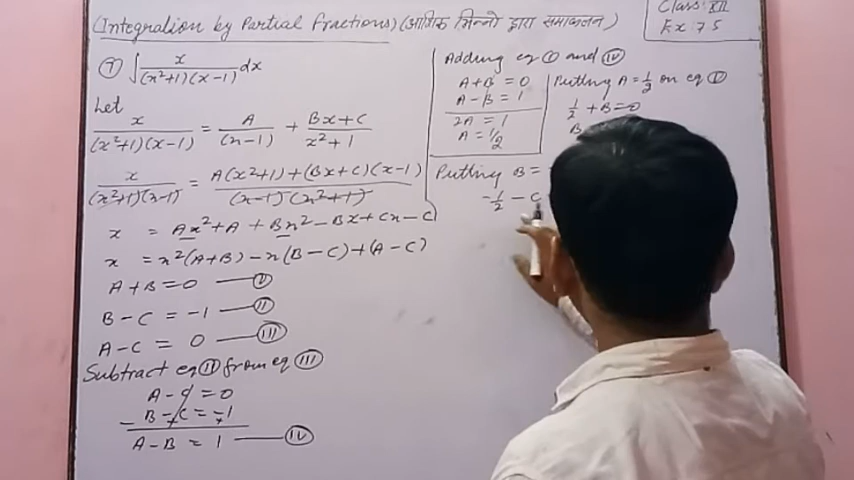 (Integration by Partial Fractions) (आंशिक भिन्नों द्वारा समाकलन)
Class: XII
Ex: 7.5
⑦ ∫ x/((x²+1)(x-1)) dx
Let
x/((x²+1)(x-1)) = A/(x-1) + (Bx+C)/(x²+1)
x/((x²+1)(x-1)) = (A(x²+1)+(Bx+C)(x-1))/((x-1)(x²+1))
x = Ax²+A + Bx²-Bx+Cx-C
x = x²(A+B)-x(B-C)+(A-C)
A+B=0 — Ⓘ
B-C = -1 — Ⓘⓘ
A-C = 0 — Ⓘⓘⓘ
Subtract eq (II) from eq (III)
A-C = 0
- B-C = -1
+ +
A-B = 1 — (IV)
Adding eq (I) and (IV)
A+B = 0
A-B = 1
2A = 1
A = 1/2
Putting A = 1/2 on eq (I)
1/2 + B = 0
B
Putting B =
-1/2 - C